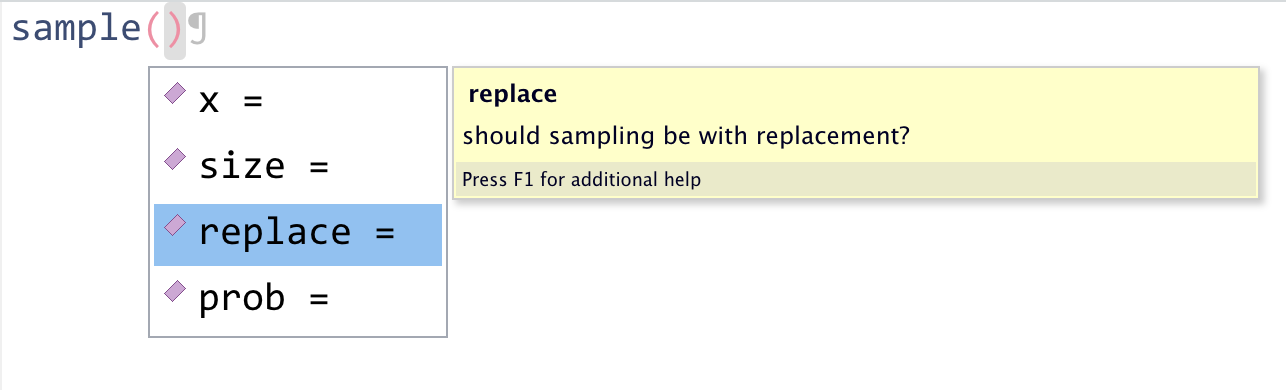 sample()¶
x =
size =
replace =
prob =
replace
should sampling be with replacement?
Press F1 for additional help